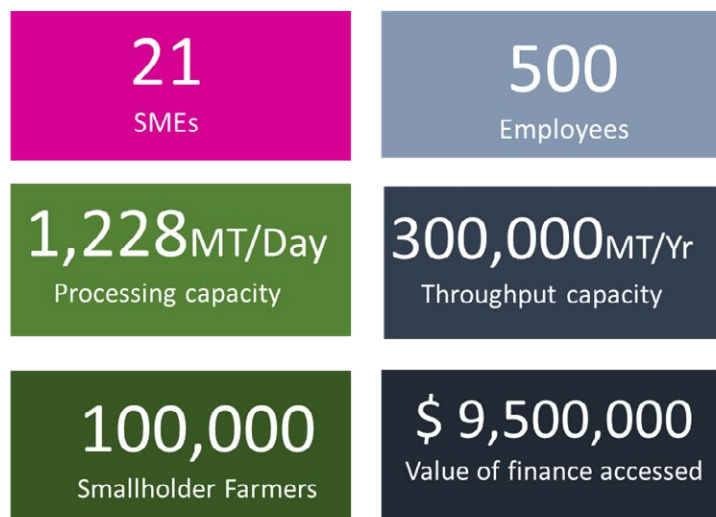 21
SMEs
500
Employees
1,228MT/Day
Processing capacity
300,000MT/Yr
Throughput capacity
100,000
Smallholder Farmers
$ 9,500,000
Value of finance accessed